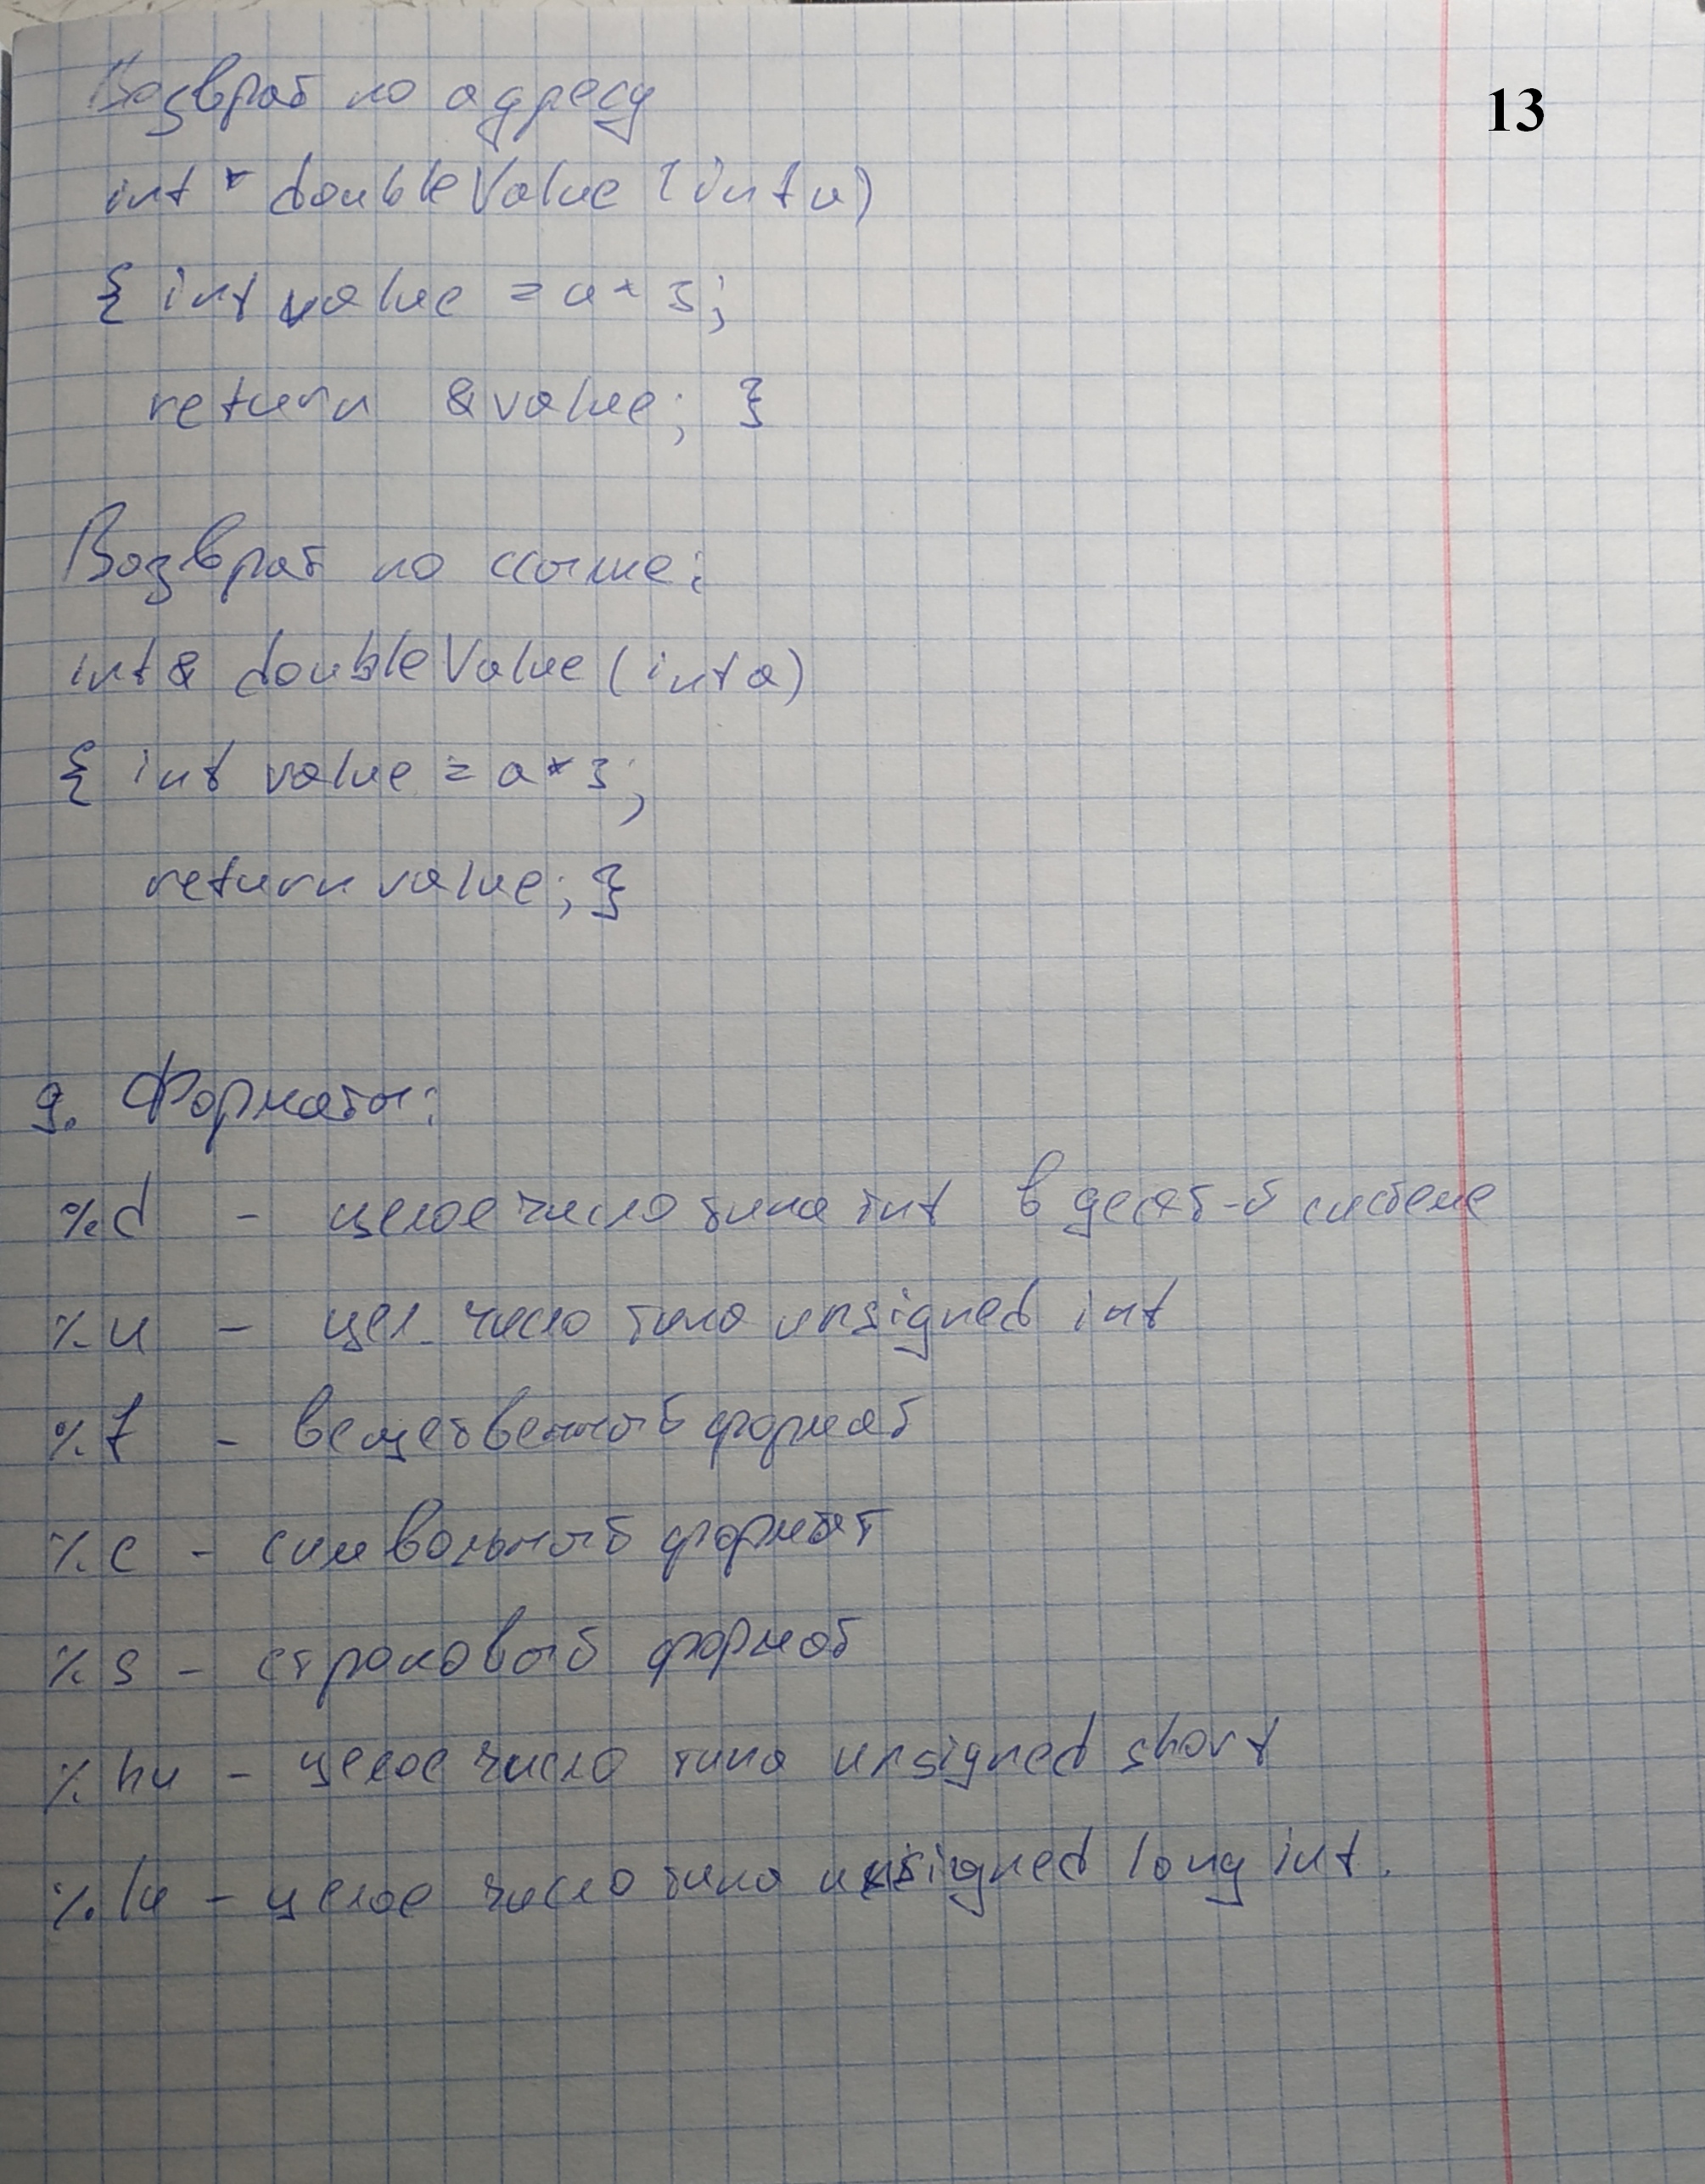 13
Возврат по адресу
int * doubleValue (int a)
{ int value = a * 3;
return &value; }
Возврат по ссылке:
int& doubleValue (int a)
{ int value = a * 3;
return value; }
9. Форматы:
%d - целое число типа int в десят-й системе
%u - цел. число типа unsigned int
%f - вещественный формат
%c - символьный формат
%s - строковый формат
%hu - целое число типа unsigned short
%lu - целое число типа unsigned long int.